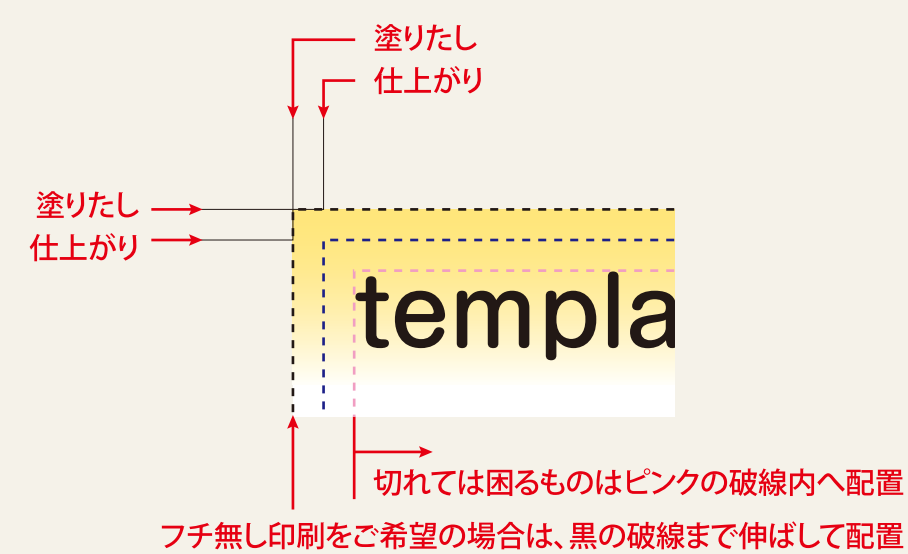 塗りたし
仕上がり
塗りたし
仕上がり
templa
切れては困るものはピンクの破線内へ配置
フチ無し印刷をご希望の場合は、黒の破線まで伸ばして配置